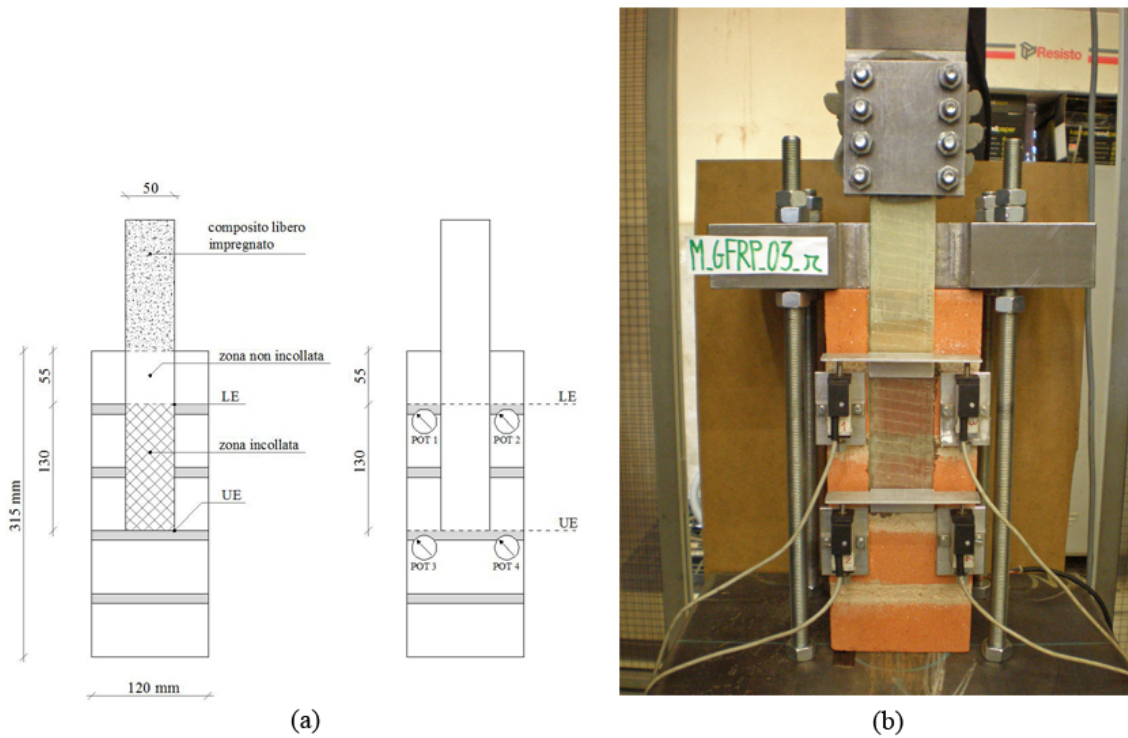 50
composito libero
impregnato
zona non incollata
LE
zona incollata
UE
55
130
315 mm
120 mm
55
130
LE
POT 1
POT 2
UE
POT 3
POT 4
(a)
Resisto
M_GFRP_03_r
(b)